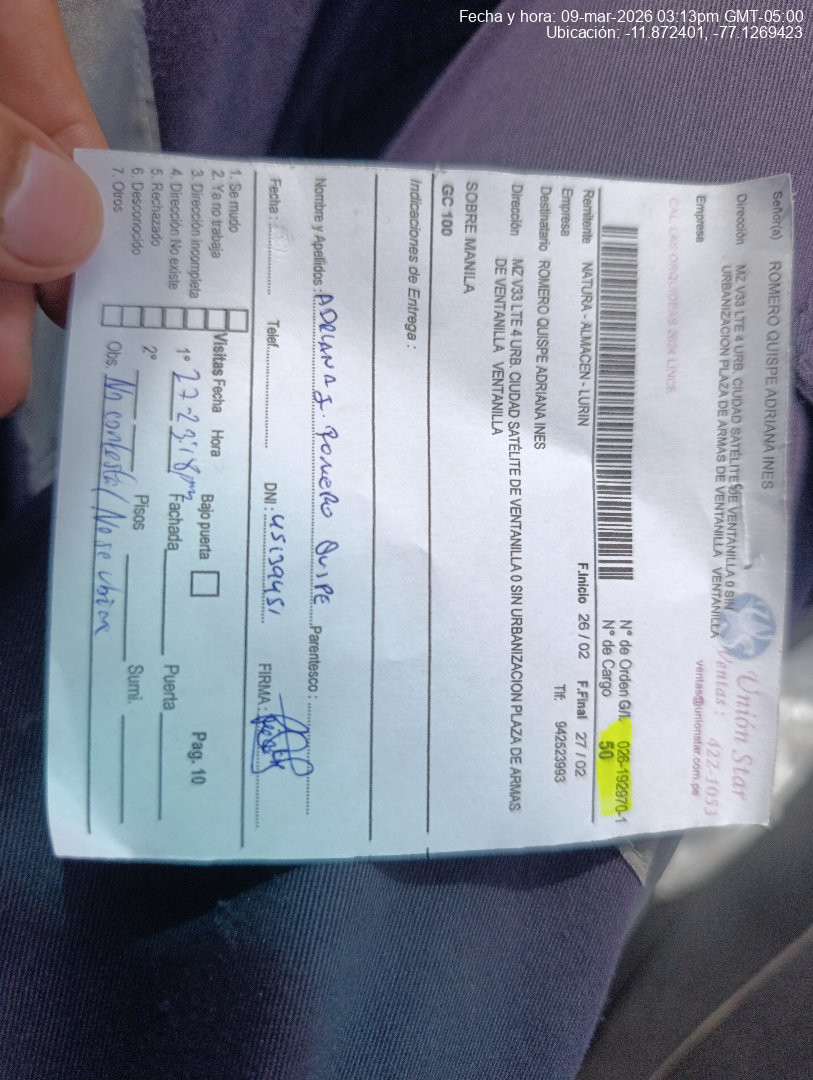 Fecha y hora: 09-mar-2026 03:13pm GMT-05:00
Ubicación: -11.872401, -77.1269423
Señor(e) ROMERO QUISPE ADRIANA INES
Dirección MZ V33 LTE 4 URB. CIUDAD SATÉLITE DE VENTANILLA 0 SIN
URBANIZACION PLAZA DE ARMAS DE VENTANILLA VENTANILLA
Empresa
Unión Star
Ventas : 422-1053
ventas@unionstar.com.pe
N° de Orden G/I. 026-192970-1
N° de Cargo 50
Remitente NATURA - ALMACEN - LURIN F.Inicio 26 / 02 F.Final 27 / 02
Empresa Tlf: 942523993
Destinatario ROMERO QUISPE ADRIANA INES
Dirección MZ V33 LTE 4 URB. CIUDAD SATÉLITE DE VENTANILLA 0 SIN URBANIZACION PLAZA DE ARMAS
DE VENTANILLA VENTANILLA
SOBRE MANILA
GC 100
Indicaciones de Entrega :
Nombre y Apellidos : ADRIANA I. ROMERO QUISPE Parentesco :
Fecha : Telef. DNI : 45139451 FIRMA :
1. Se mudo
2. Ya no trabaja
3. Dirección incompleta
4. Dirección No existe
5. Rechazado
6. Desconocido
7. Otros
Visitas Fecha Hora Bajo puerta Pag. 10
1° 27-2 3:18pm Fachada Puerta
2° Pisos Sumi.
Obs. No contesta / No se ubica